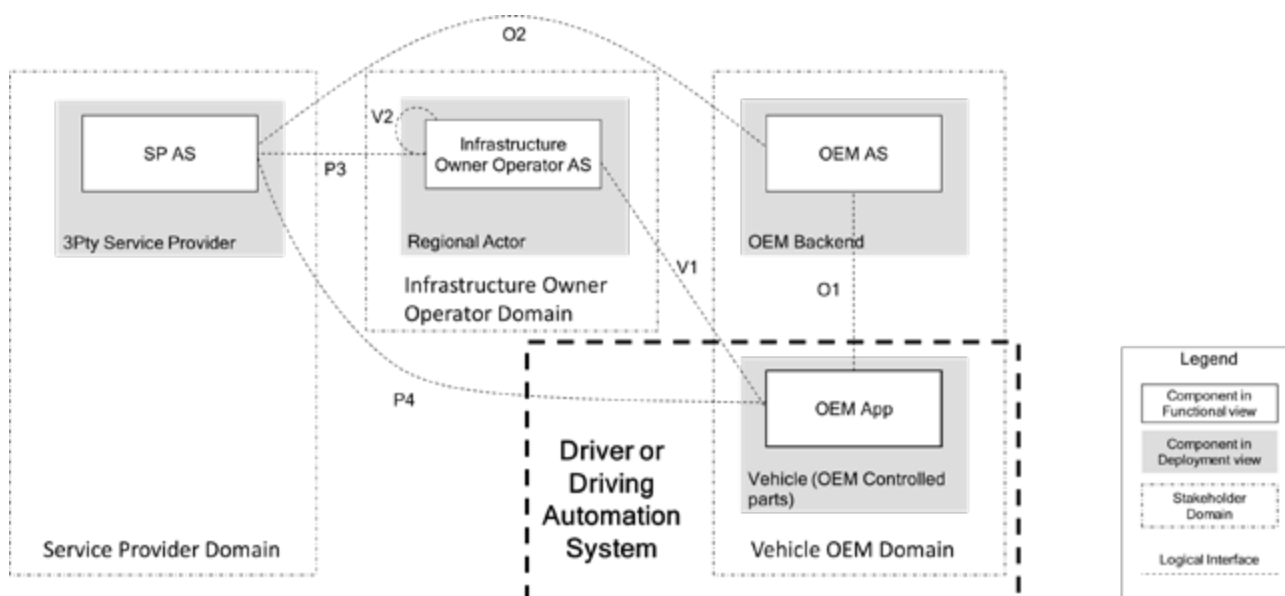 O2
SP AS
3Pty Service Provider
P3
V2
Infrastructure
Owner Operator AS
Regional Actor
Infrastructure Owner
Operator Domain
OEM AS
OEM Backend
V1
O1
P4
OEM App
Vehicle (OEM Controlled
parts)
Driver or
Driving
Automation
System
Service Provider Domain
Vehicle OEM Domain
Legend
Component in
Functional view
Component in
Deployment view
Stakeholder
Domain
Logical Interface